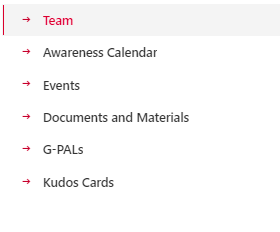 Team
Awareness Calendar
Events
Documents and Materials
G-PALs
Kudos Cards